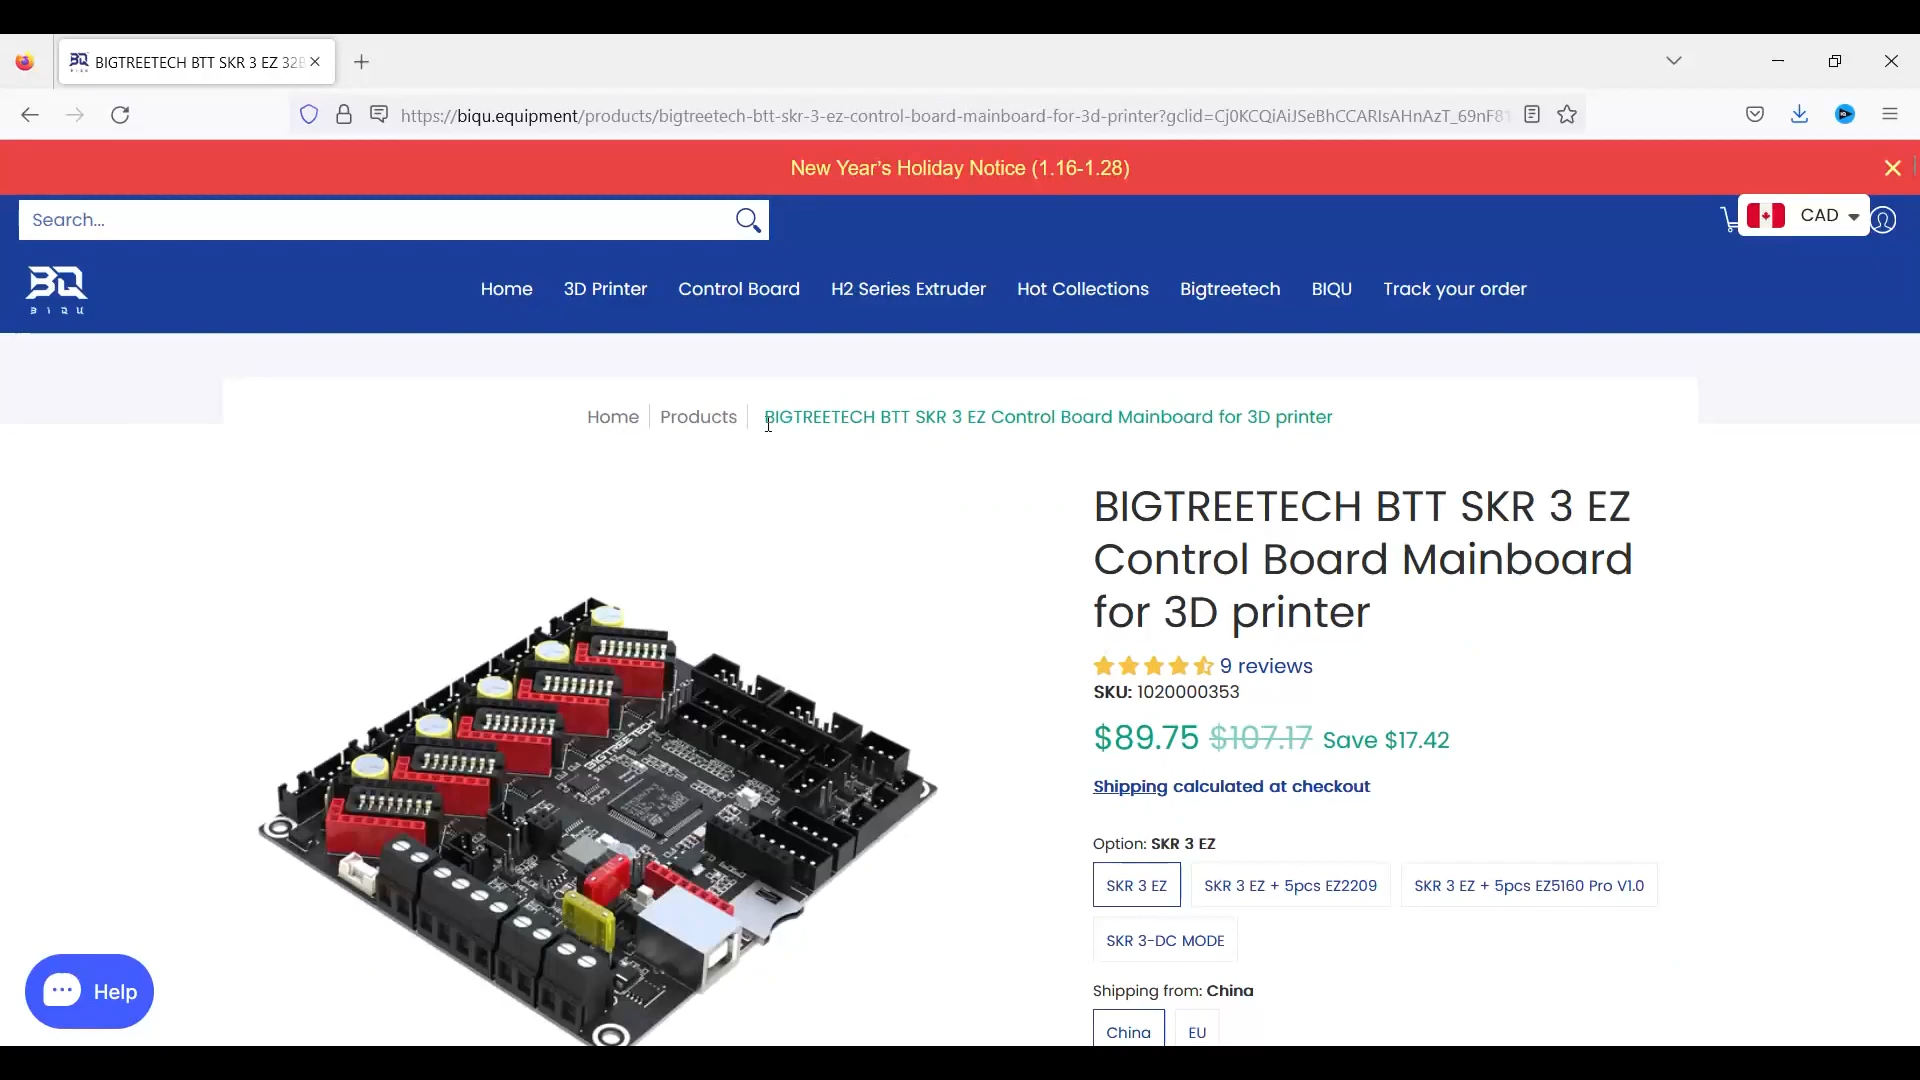 BIGTREETECH BTT SKR 3 EZ 32B
https://biqu.equipment/products/bigtreetech-btt-skr-3-ez-control-board-mainboard-for-3d-printer?gclid=Cj0KCQiAiJSeBhCCARIsAHnAzT_69nF81
New Year's Holiday Notice (1.16-1.28)
Search...
CAD
BQ
BIQU
Home
3D Printer
Control Board
H2 Series Extruder
Hot Collections
Bigtreetech
BIQU
Track your order
Home
Products
BIGTREETECH BTT SKR 3 EZ Control Board Mainboard for 3D printer
BIGTREETECH BTT SKR 3 EZ
Control Board Mainboard
for 3D printer
9 reviews
SKU: 1020000353
$89.75 $107.17 Save $17.42
Shipping calculated at checkout
Option: SKR 3 EZ
SKR 3 EZ
SKR 3 EZ + 5pcs EZ2209
SKR 3 EZ + 5pcs EZ5160 Pro V1.0
SKR 3-DC MODE
Shipping from: China
China
EU
BIGTREETECH
Help